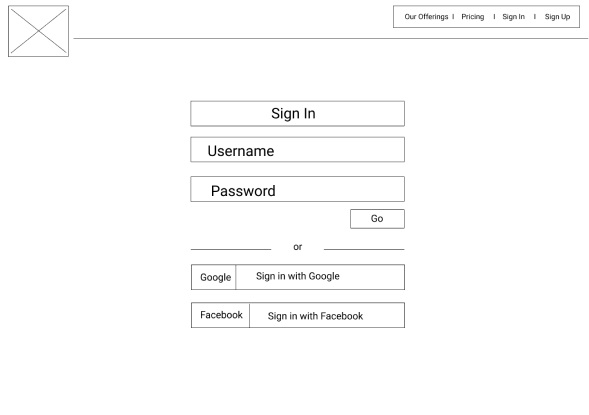 Our Offerings I Pricing I Sign In I Sign Up
Sign In
Username
Password
Go
or
Google Sign in with Google
Facebook Sign in with Facebook